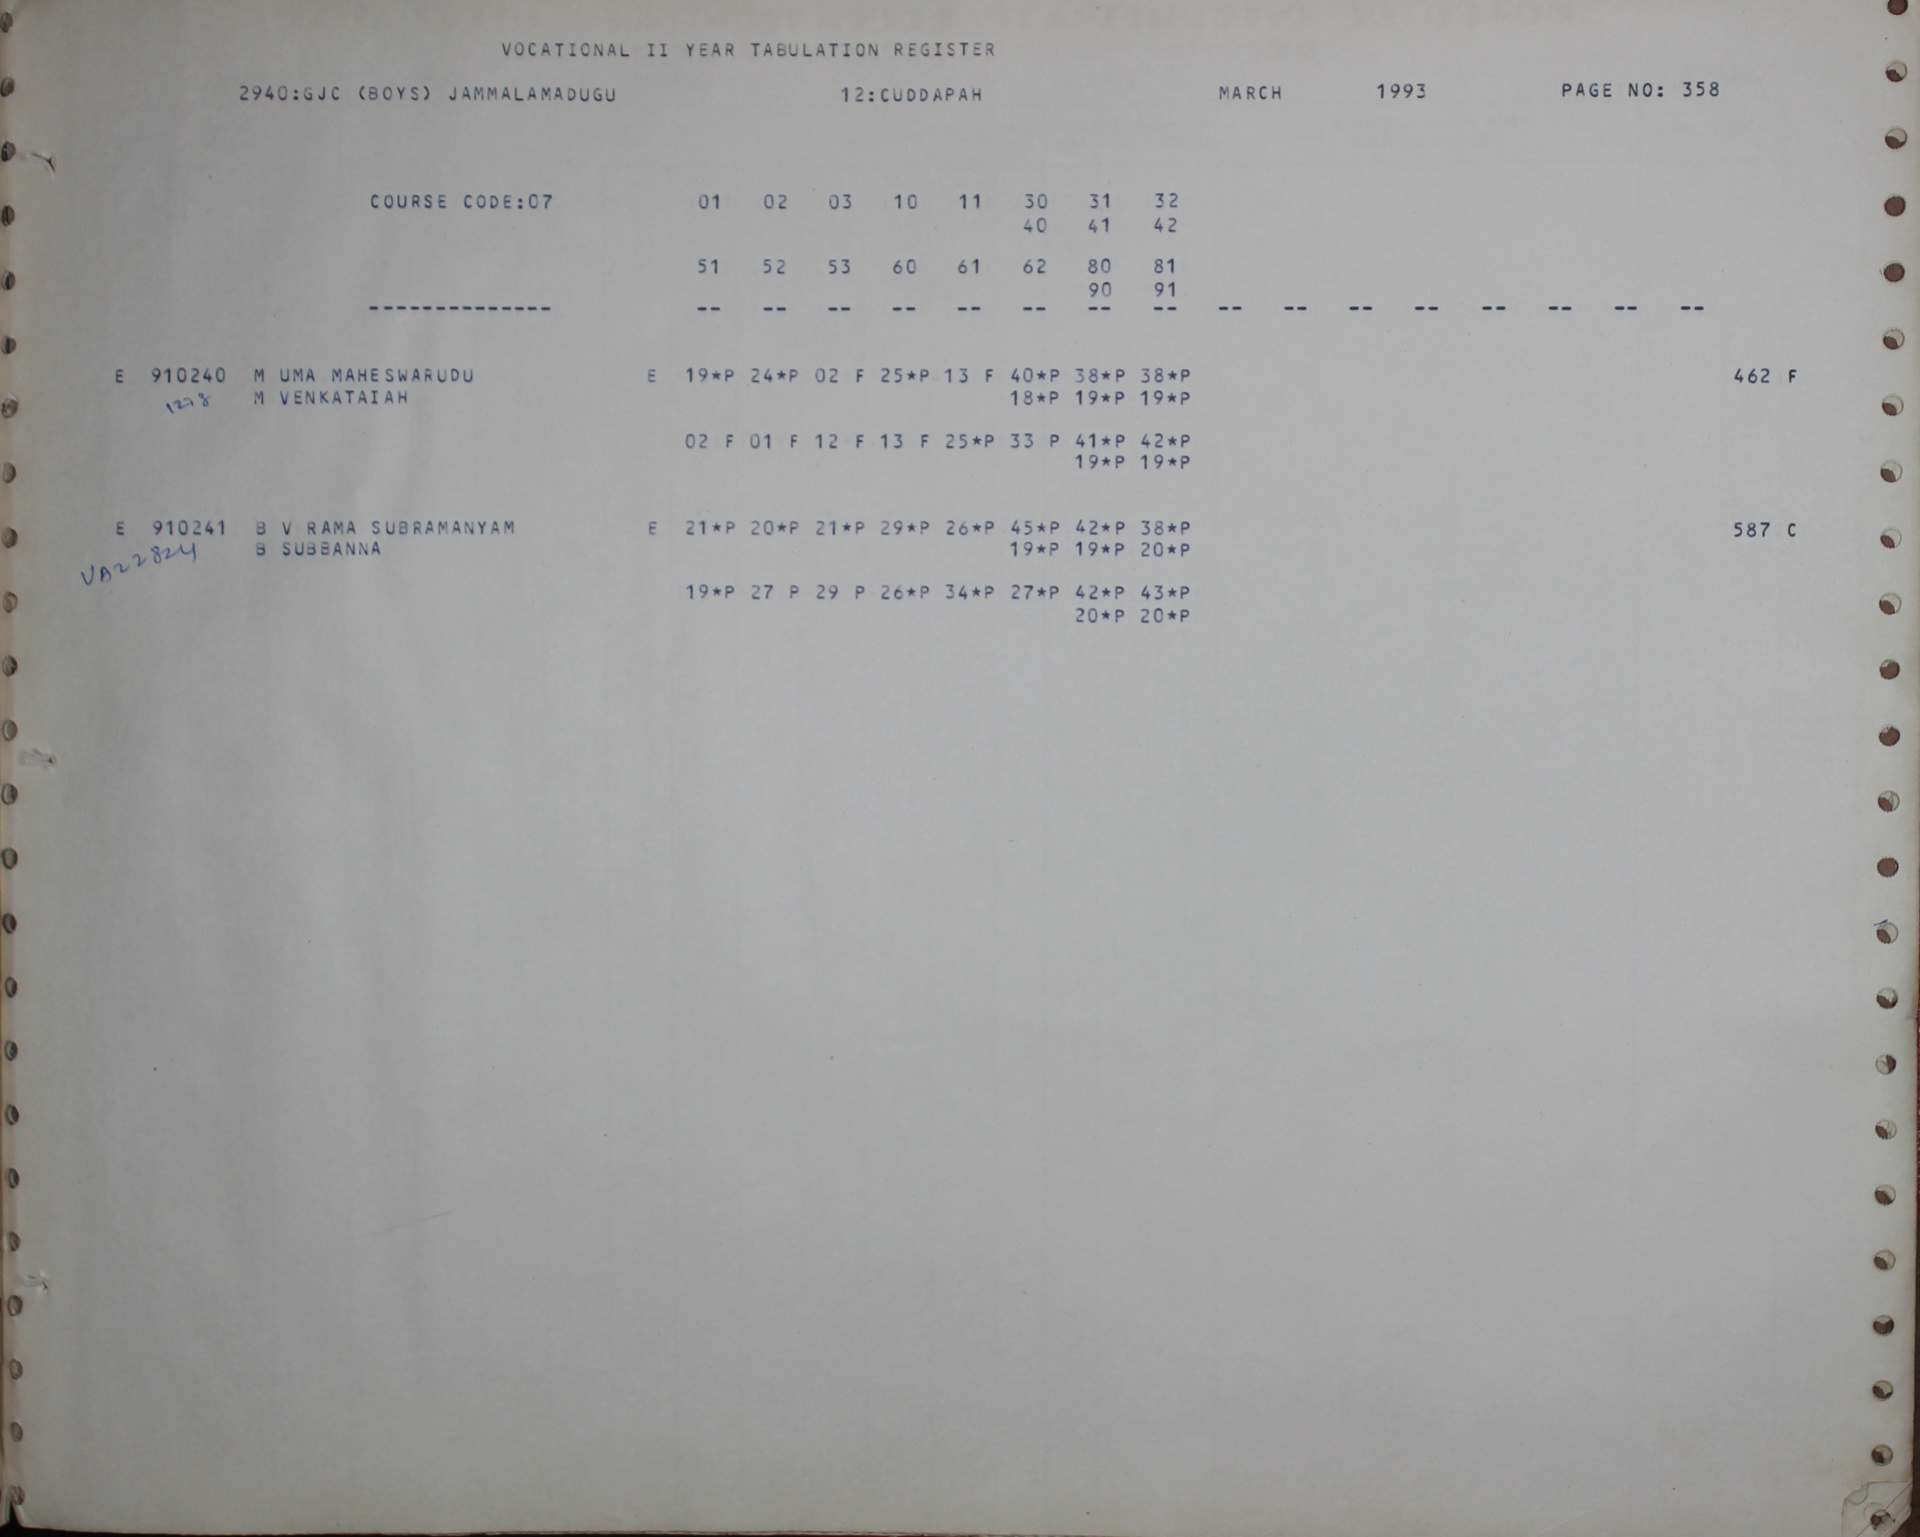 VOCATIONAL II YEAR TABULATION REGISTER
2940:GJC (BOYS) JAMMALAMADUGU 12:CUDDAPAH MARCH 1993 PAGE NO: 358
COURSE CODE:07 01 02 03 10 11 30 31 32
40 41 42
51 52 53 60 61 62 80 81
90 91
-------------- -- -- -- -- -- -- -- -- -- -- -- -- -- -- -- --
E 910240 M UMA MAHESWARUDU E 19*P 24*P 02 F 25*P 13 F 40*P 38*P 38*P 462 F
M VENKATAIAH 18*P 19*P 19*P
02 F 01 F 12 F 13 F 25*P 33 P 41*P 42*P
19*P 19*P
E 910241 B V RAMA SUBRAMANYAM E 21*P 20*P 21*P 29*P 26*P 45*P 42*P 38*P 587 C
VA22824 B SUBBANNA 19*P 19*P 20*P
19*P 27 P 29 P 26*P 34*P 27*P 42*P 43*P
20*P 20*P